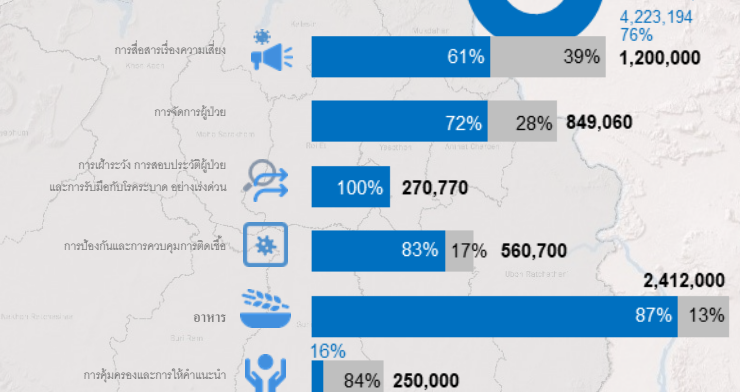 4,223,194
76%
การสื่อสารเรื่องความเสี่ยง
61%
39%
1,200,000
การจัดการผู้ป่วย
72%
28%
849,060
การเฝ้าระวัง การสอบประวัติผู้ป่วย
และการรับมือกับโรคระบาด อย่างเร่งด่วน
100%
270,770
การป้องกันและการควบคุมการติดเชื้อ
83%
17%
560,700
2,412,000
อาหาร
87%
13%
16%
การคุ้มครองและการให้คำแนะนำ
84%
250,000